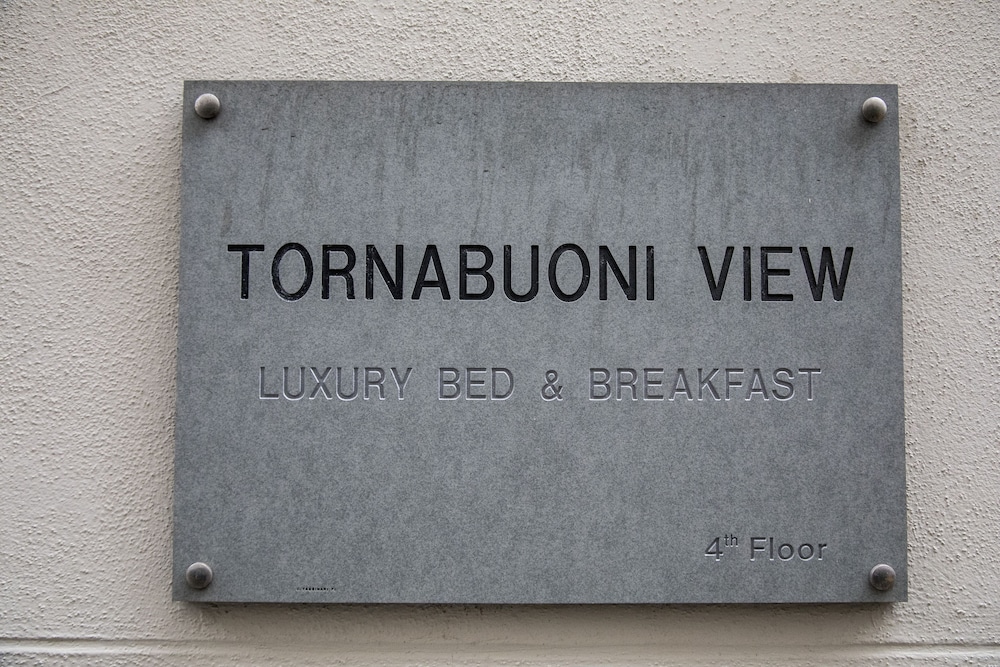 TORNABUONI VIEW
LUXURY BED & BREAKFAST
4th Floor